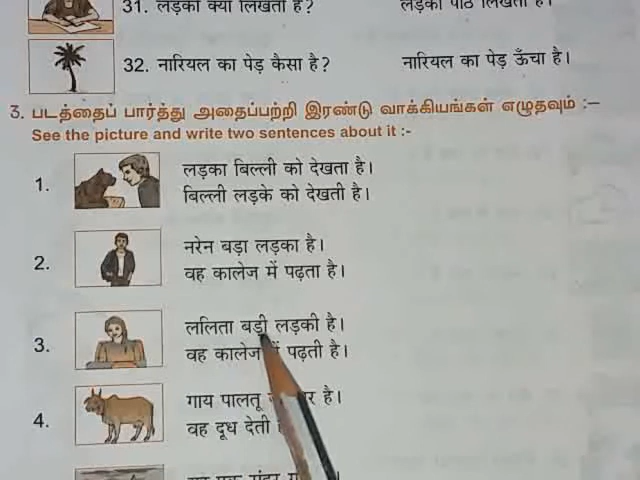 31. लड़का क्या लिखता है? लड़का पाठ लिखता है।
32. नारियल का पेड़ कैसा है? नारियल का पेड़ ऊँचा है।
3. படத்தைப் பார்த்து அதைப்பற்றி இரண்டு வாக்கியங்கள் எழுதவும் :–
See the picture and write two sentences about it :-
1. लड़का बिल्ली को देखता है।
बिल्ली लड़के को देखती है।
2. नरेन बड़ा लड़का है।
वह कालेज में पढ़ता है।
3. ललिता बड़ी लड़की है।
वह कालेज में पढ़ती है।
4. गाय पालतू है।
वह दूध देती